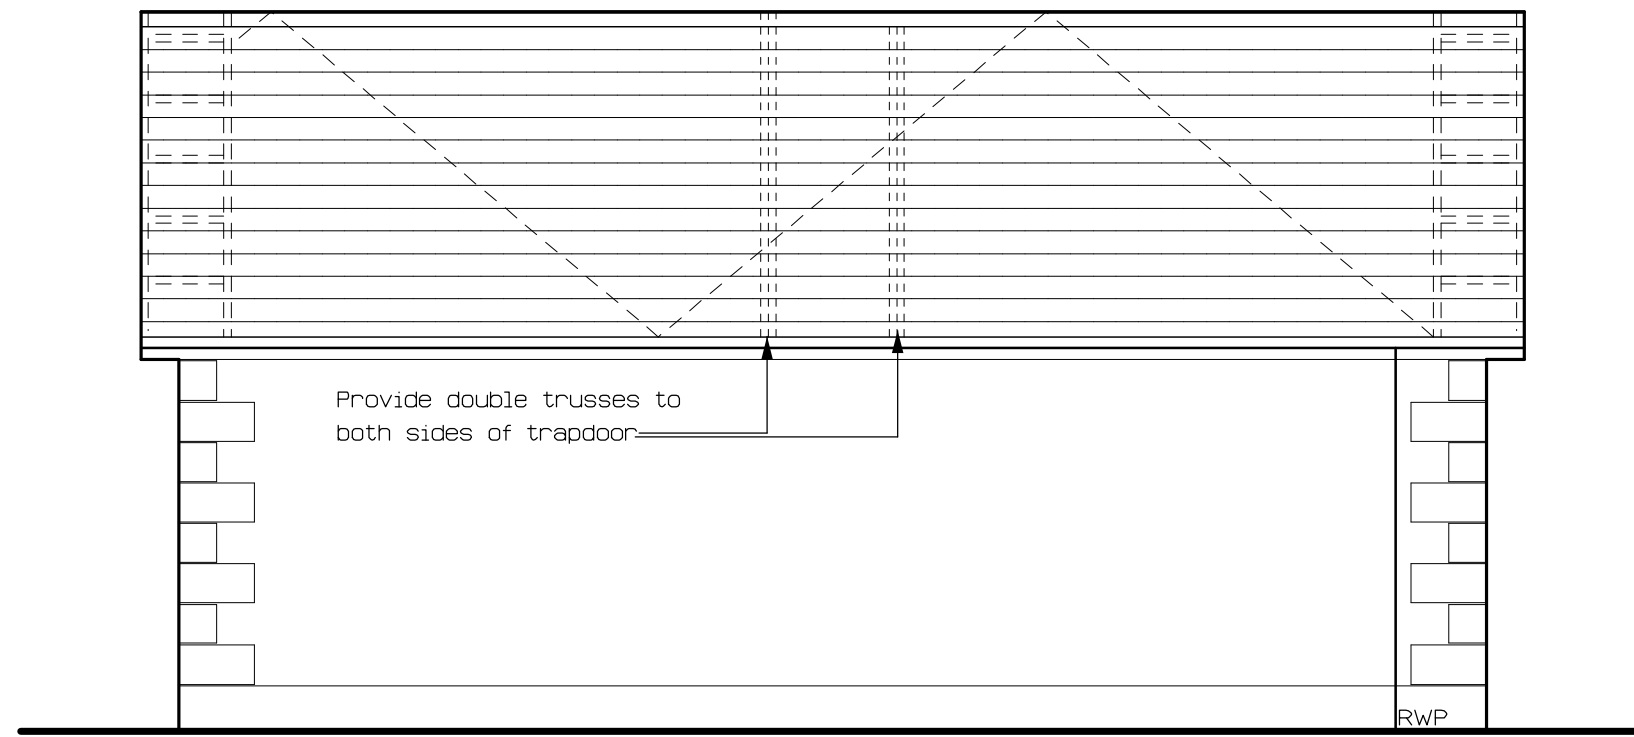 Provide double trusses to
both sides of trapdoor
RWP